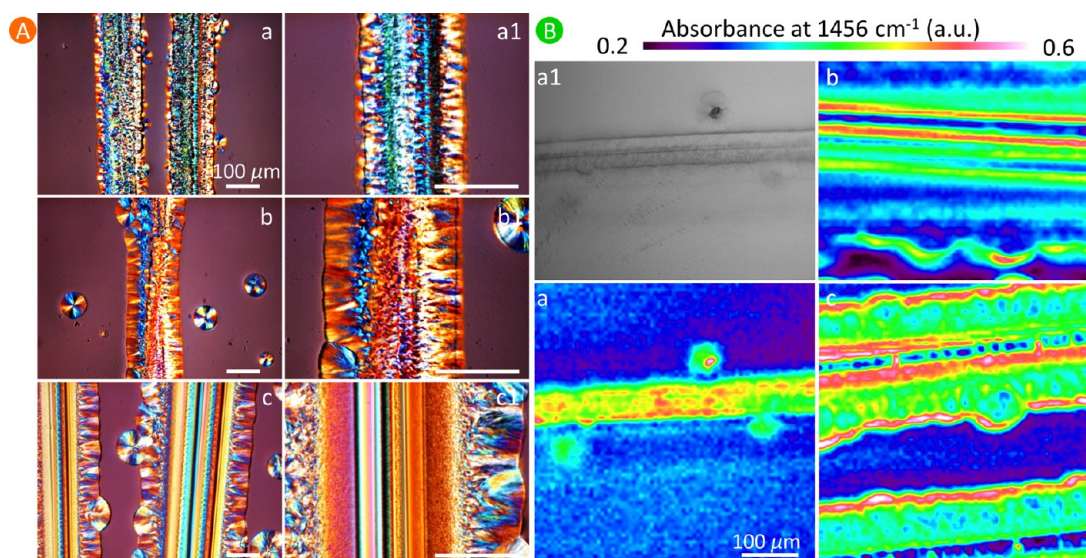 A
a
100 μm
a1
b
b1
c
c1
B
Absorbance at 1456 cm⁻¹ (a.u.)
0.2
0.6
a1
b
a
100 μm
c